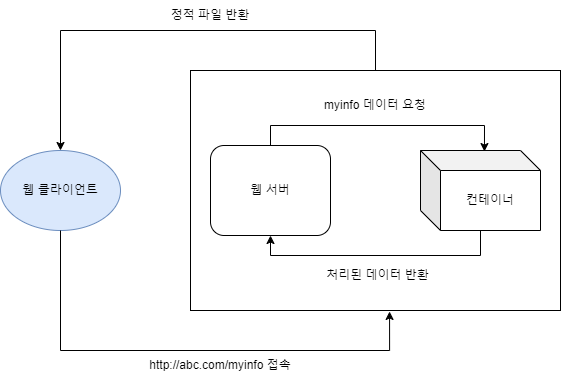 정적 파일 반환
myinfo 데이터 요청
웹 클라이언트
웹 서버
컨테이너
처리된 데이터 반환
http://abc.com/myinfo 접속